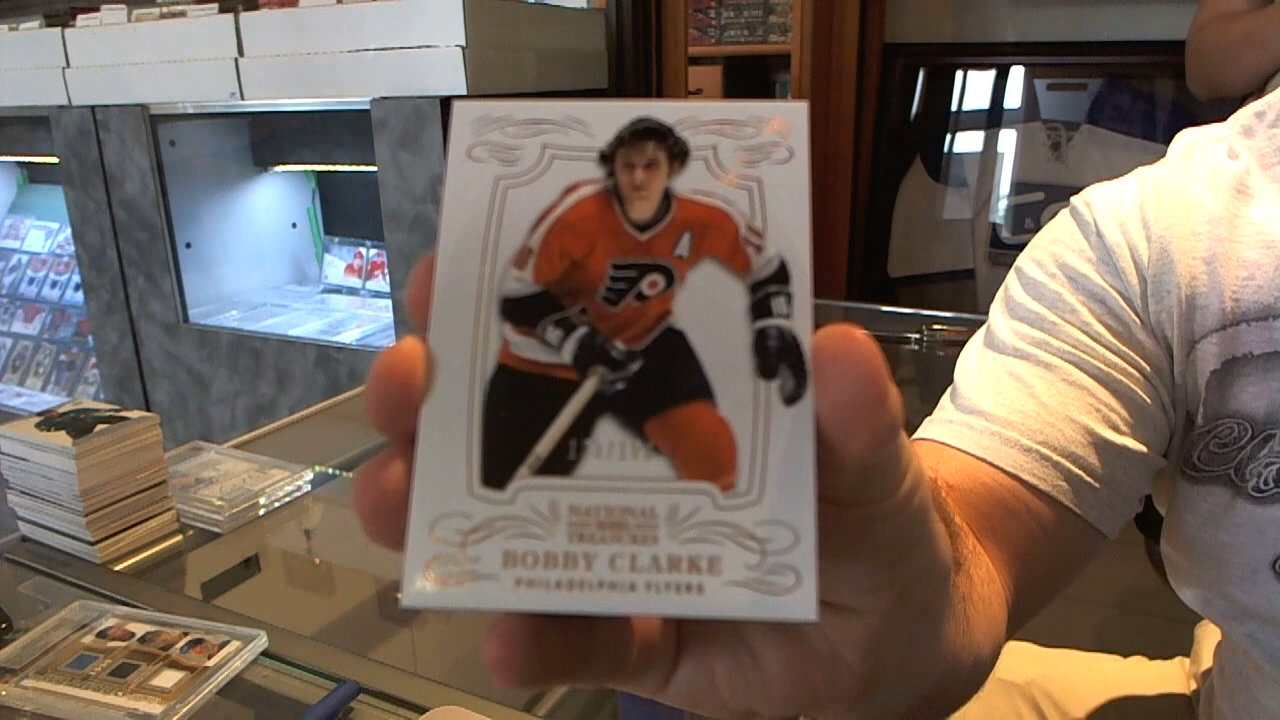 A
NATIONAL
TREASURES
BOBBY CLARKE
PHILADELPHIA FLYERS